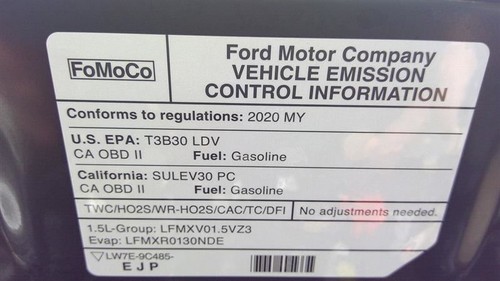 FoMoCo
Ford Motor Company
VEHICLE EMISSION
CONTROL INFORMATION
Conforms to regulations: 2020 MY
U.S. EPA: T3B30 LDV
CA OBD II Fuel: Gasoline
California: SULEV30 PC
CA OBD II Fuel: Gasoline
TWC/HO2S/WR-HO2S/CAC/TC/DFI No adjustments needed.
1.5L-Group: LFMXV01.5VZ3
Evap: LFMXR0130NDE
LW7E-9C485-
EJP